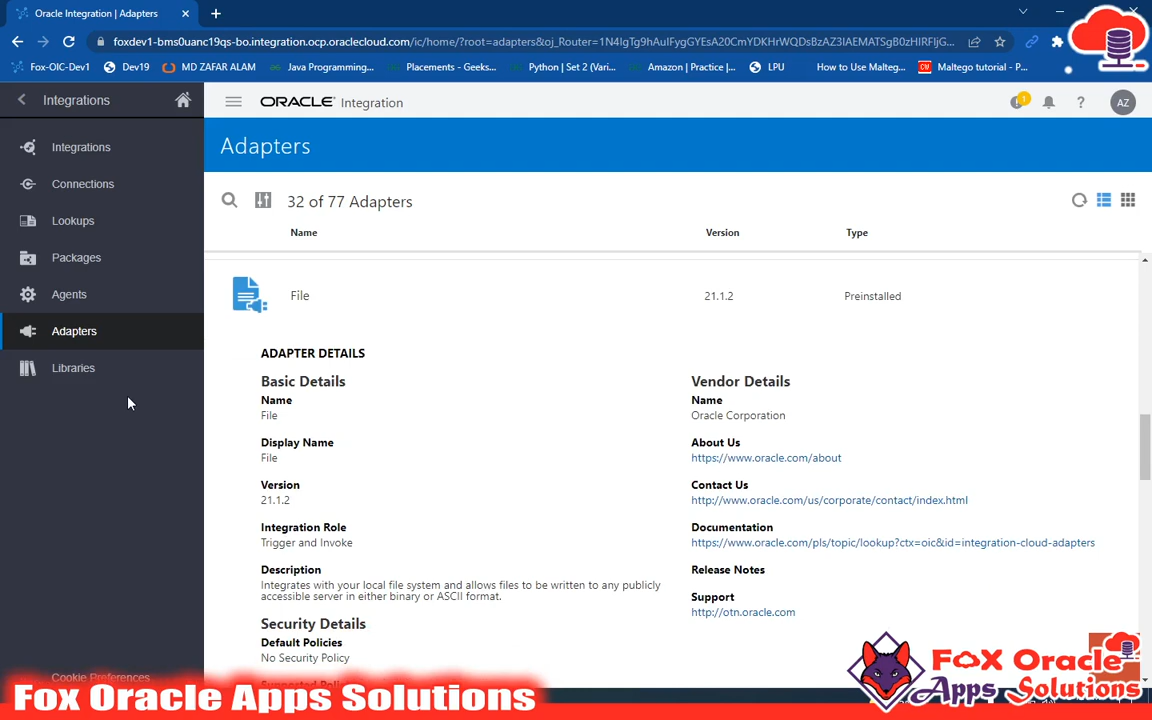 Oracle Integration | Adapters
foxdev1-bms0uanc19qs-bo.integration.ocp.oraclecloud.com/ic/home/?root=adapters&oj_Router=1N4IgTg9hAuIFygGYEsA20CmYDKHrWQDsBzAZ3IAEMATSgB0zHIRFIjG...
Fox-OIC-Dev1 Dev19 MD ZAFAR ALAM Java Programming... Placements - Geeks... Python | Set 2 (Vari... Amazon | Practice |... LPU How to Use Malteg... Maltego tutorial - P...
Integrations
ORACLE Integration
1
AZ
Integrations
Connections
Lookups
Packages
Agents
Adapters
Libraries
Cookie Preferences
Adapters
32 of 77 Adapters
Name Version Type
File 21.1.2 Preinstalled
ADAPTER DETAILS
Basic Details
Name
File
Display Name
File
Version
21.1.2
Integration Role
Trigger and Invoke
Description
Integrates with your local file system and allows files to be written to any publicly
accessible server in either binary or ASCII format.
Security Details
Default Policies
No Security Policy
Vendor Details
Name
Oracle Corporation
About Us
https://www.oracle.com/about
Contact Us
http://www.oracle.com/us/corporate/contact/index.html
Documentation
https://www.oracle.com/pls/topic/lookup?ctx=oic&id=integration-cloud-adapters
Release Notes
Support
http://otn.oracle.com
Fox Oracle Apps Solutions
FOX Oracle
Apps Solutions